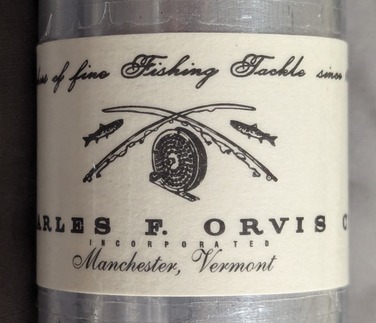 of fine Fishing Tackle since
ARLES F. ORVIS C
INCORPORATED
Manchester, Vermont